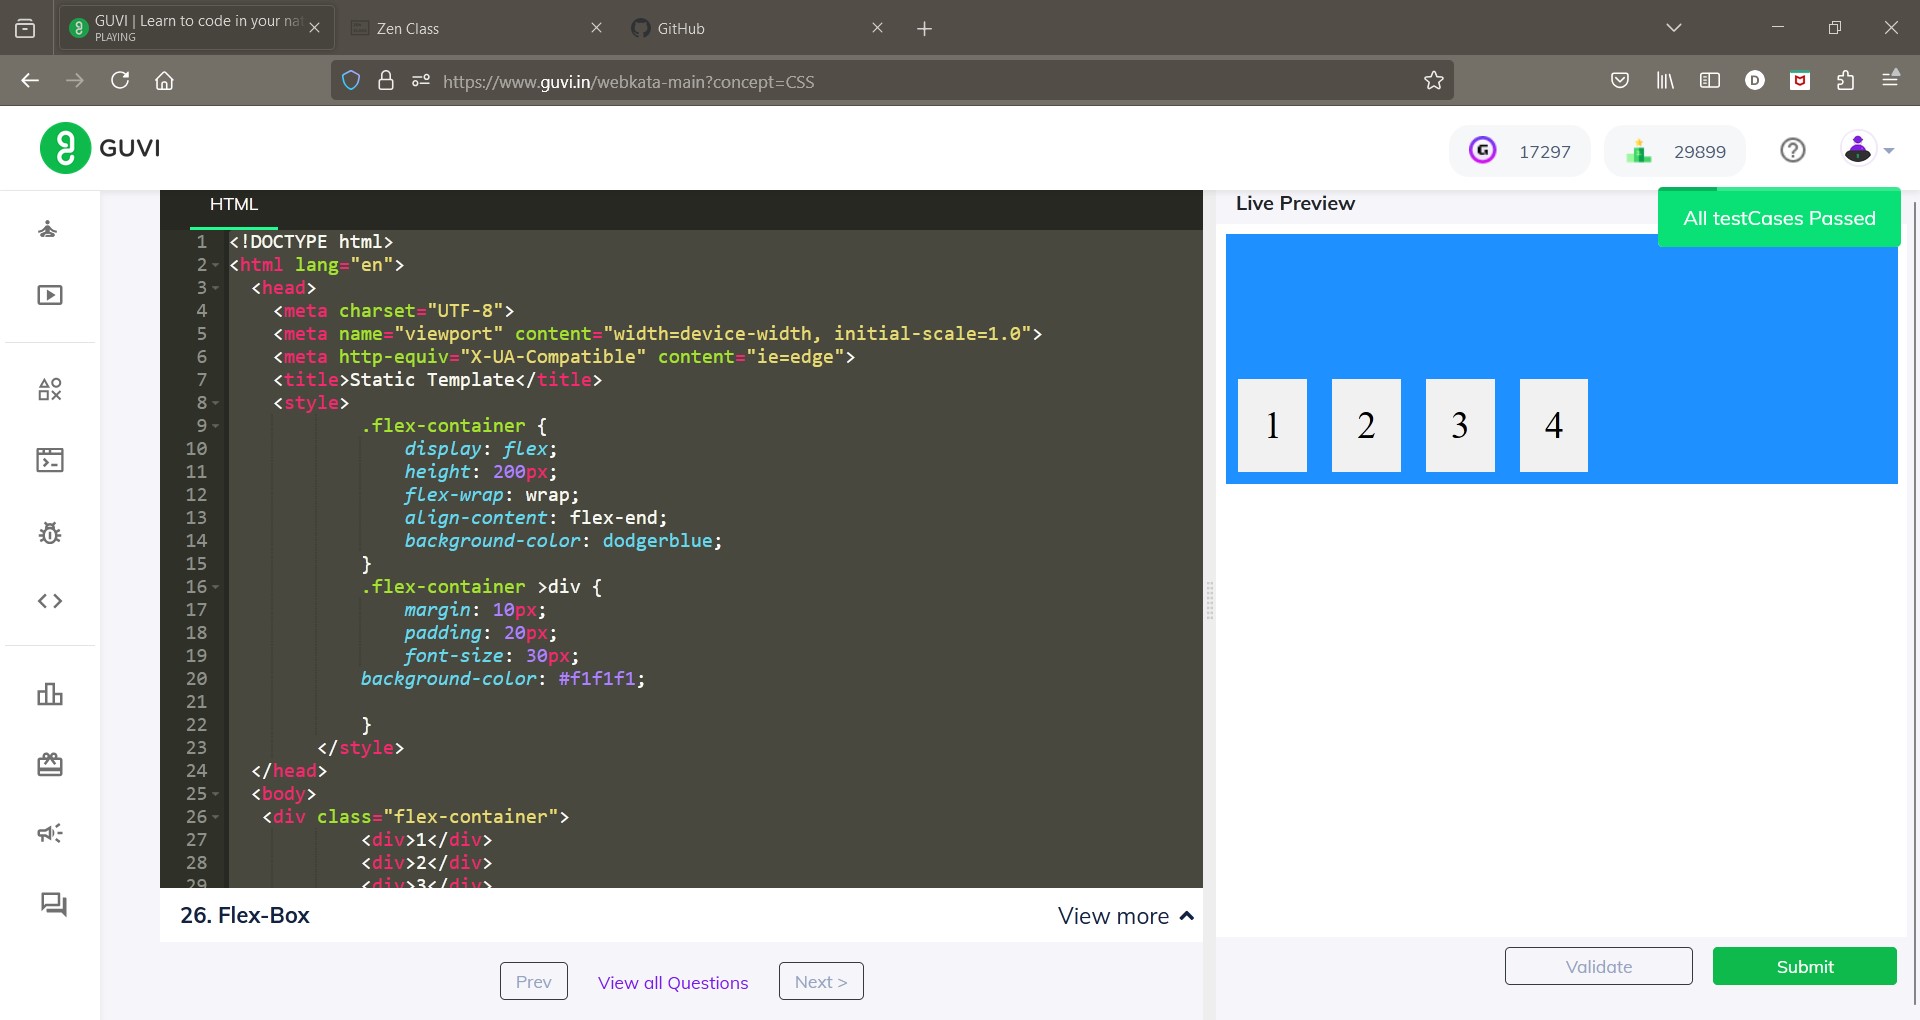 GUVI | Learn to code in your nat
PLAYING
Zen Class
GitHub
https://www.guvi.in/webkata-main?concept=CSS
D
GUVI
G
17297
29899
HTML
Live Preview
All testCases Passed
1 <!DOCTYPE html>
2 <html lang="en">
3 <head>
4 <meta charset="UTF-8">
5 <meta name="viewport" content="width=device-width, initial-scale=1.0">
6 <meta http-equiv="X-UA-Compatible" content="ie=edge">
7 <title>Static Template</title>
8 <style>
9 .flex-container {
10 display: flex;
11 height: 200px;
12 flex-wrap: wrap;
13 align-content: flex-end;
14 background-color: dodgerblue;
15 }
16 .flex-container >div {
17 margin: 10px;
18 padding: 20px;
19 font-size: 30px;
20 background-color: #f1f1f1;
21
22 }
23 </style>
24 </head>
25 <body>
26 <div class="flex-container">
27 <div>1</div>
28 <div>2</div>
29 <div>3</div>
1 2 3 4
26. Flex-Box
View more
Prev
View all Questions
Next >
Validate
Submit